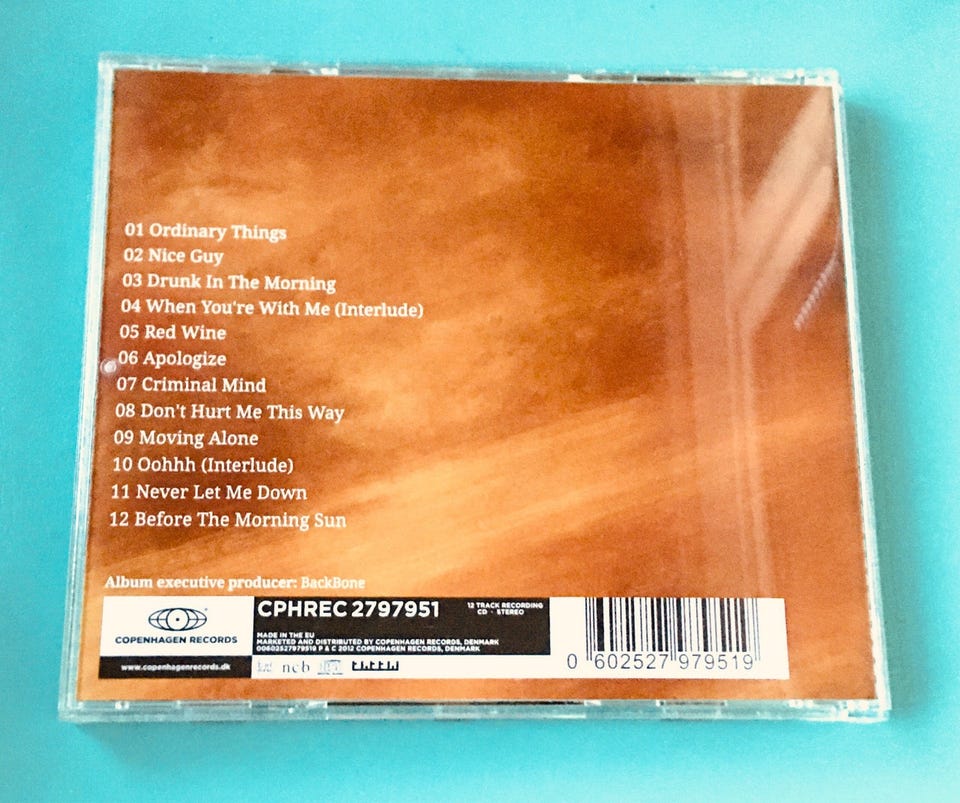 01 Ordinary Things
02 Nice Guy
03 Drunk In The Morning
04 When You're With Me (Interlude)
05 Red Wine
06 Apologize
07 Criminal Mind
08 Don't Hurt Me This Way
09 Moving Alone
10 Oohhh (Interlude)
11 Never Let Me Down
12 Before The Morning Sun
Album executive producer: BackBone
COPENHAGEN RECORDS
www.copenhagenrecords.dk
CPHREC 2797951
12 TRACK RECORDING
CD · STEREO
MADE IN THE EU
MARKETED AND DISTRIBUTED BY COPENHAGEN RECORDS, DENMARK
00602527979519 P & C 2012 COPENHAGEN RECORDS, DENMARK
ncb
0 602527 979519